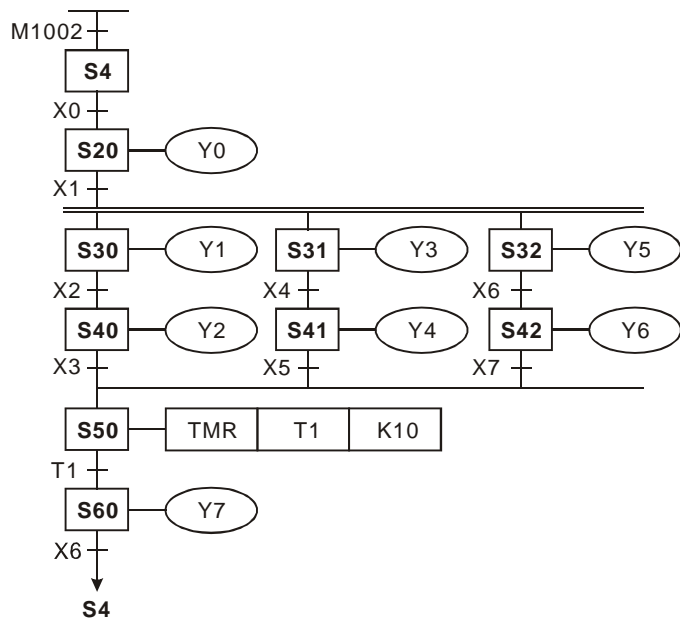 M1002
S4
X0
S20 Y0
X1
S30 Y1 S31 Y3 S32 Y5
X2 X4 X6
S40 Y2 S41 Y4 S42 Y6
X3 X5 X7
S50 TMR T1 K10
T1
S60 Y7
X6
S4